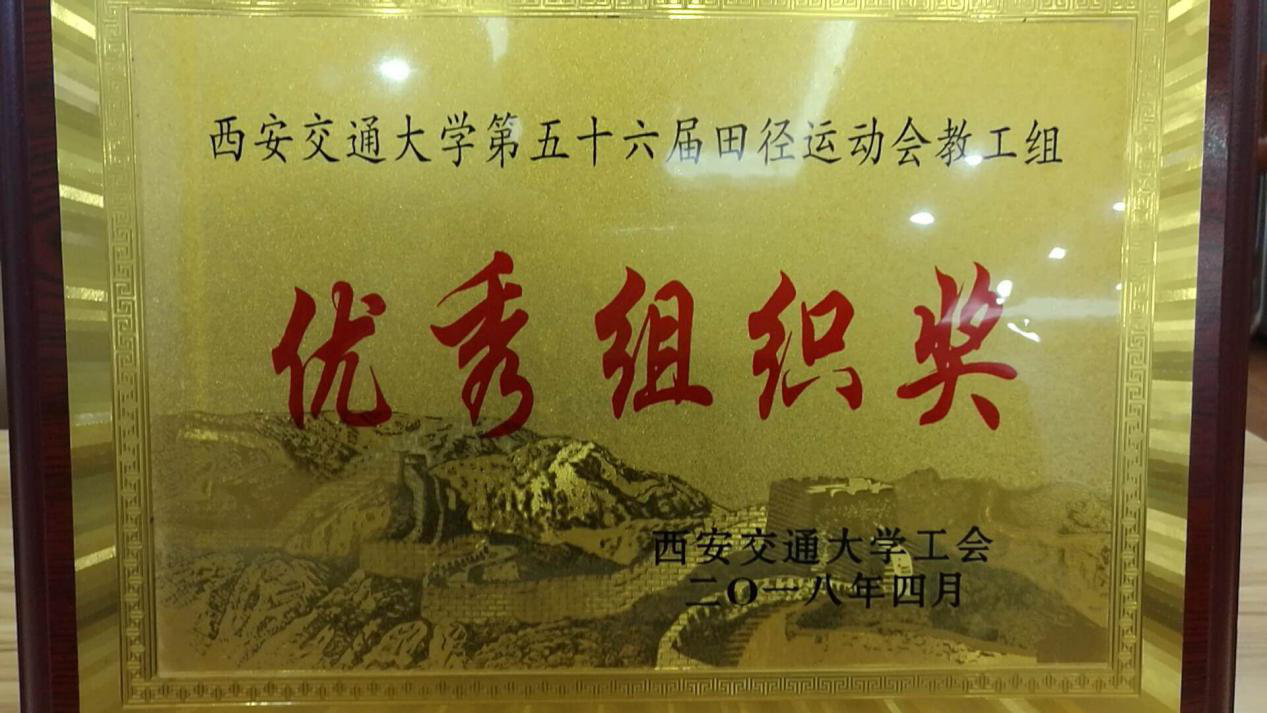 西安交通大学第五十六届田径运动会教工组
优秀组织奖
西安交通大学工会
二〇一八年四月